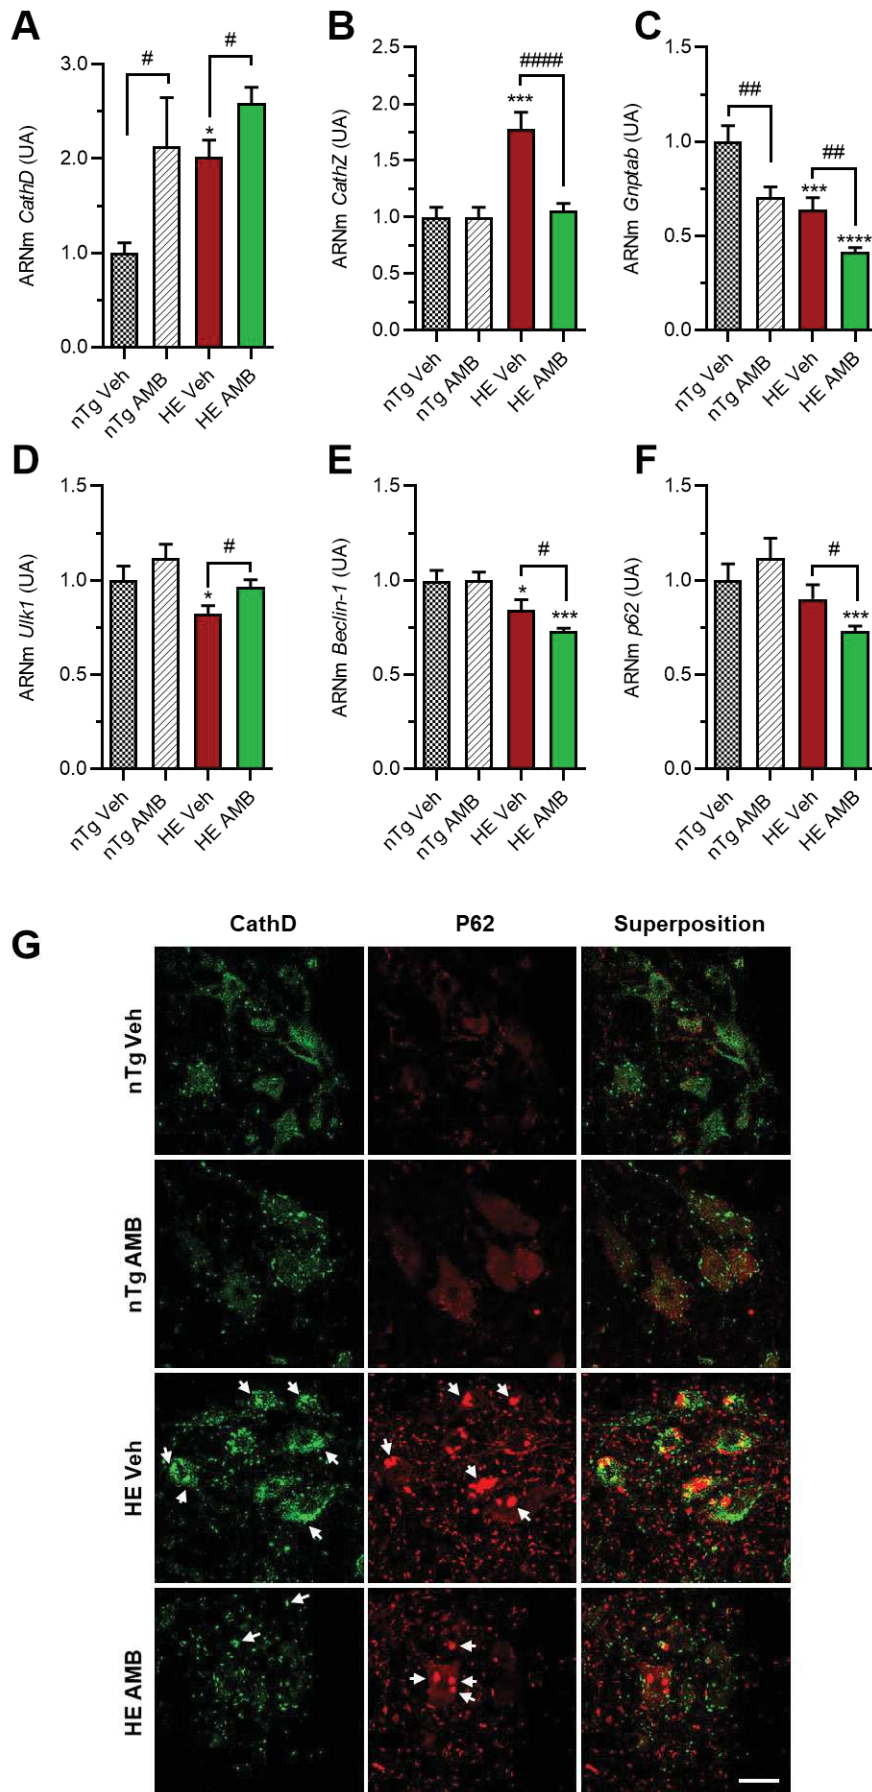 A
ARNm CathD (UA)
3.0
2.0
1.0
0.0
#
#
*
nTg Veh
nTg AMB
HE Veh
HE AMB
B
ARNm CathZ (UA)
2.5
2.0
1.5
1.0
0.5
0.0
####
***
nTg Veh
nTg AMB
HE Veh
HE AMB
C
ARNm Gnptab (UA)
1.5
1.0
0.5
0.0
##
##
***
****
nTg Veh
nTg AMB
HE Veh
HE AMB
D
ARNm Ulk1 (UA)
1.5
1.0
0.5
0.0
#
*
nTg Veh
nTg AMB
HE Veh
HE AMB
E
ARNm Beclin-1 (UA)
1.5
1.0
0.5
0.0
#
*
***
nTg Veh
nTg AMB
HE Veh
HE AMB
F
ARNm p62 (UA)
1.5
1.0
0.5
0.0
#
***
nTg Veh
nTg AMB
HE Veh
HE AMB
G
CathD P62 Superposition
nTg Veh
nTg AMB
HE Veh
HE AMB